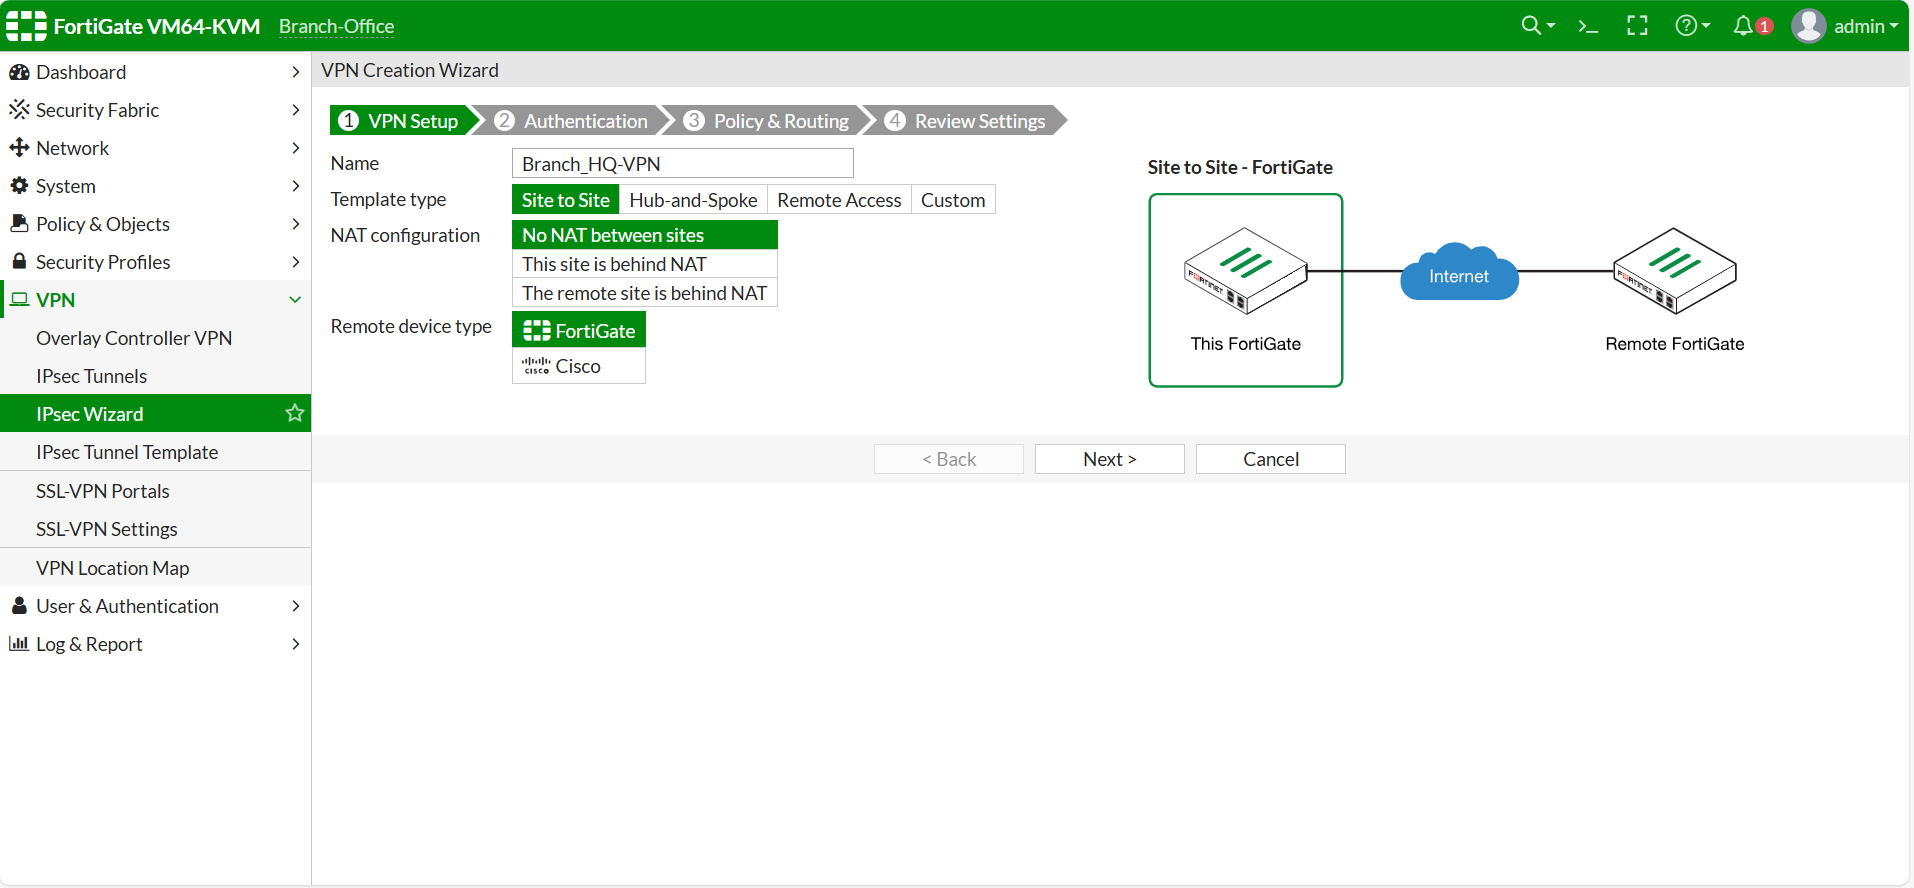 FortiGate VM64-KVM Branch-Office
1 admin
Dashboard
Security Fabric
Network
System
Policy & Objects
Security Profiles
VPN
Overlay Controller VPN
IPsec Tunnels
IPsec Wizard
IPsec Tunnel Template
SSL-VPN Portals
SSL-VPN Settings
VPN Location Map
User & Authentication
Log & Report
VPN Creation Wizard
1 VPN Setup 2 Authentication 3 Policy & Routing 4 Review Settings
Name Branch_HQ-VPN
Template type Site to Site Hub-and-Spoke Remote Access Custom
NAT configuration No NAT between sites
This site is behind NAT
The remote site is behind NAT
Remote device type FortiGate
CISCO Cisco
Site to Site - FortiGate
FORTINET Internet FORTINET
This FortiGate Remote FortiGate
< Back Next > Cancel